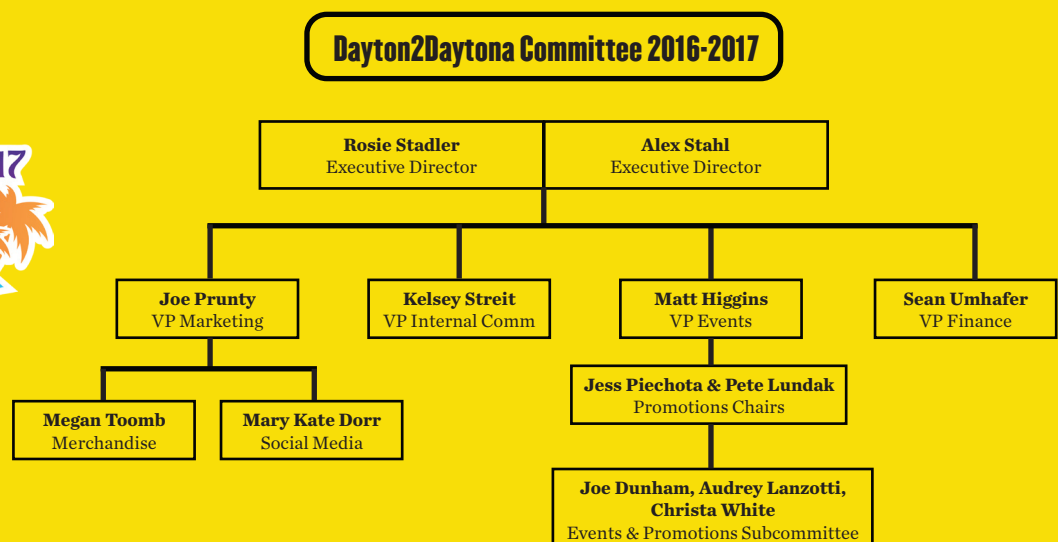 Dayton2Daytona Committee 2016-2017
Rosie Stadler
Executive Director
Alex Stahl
Executive Director
17
Joe Prunty
VP Marketing
Kelsey Streit
VP Internal Comm
Matt Higgins
VP Events
Sean Umhafer
VP Finance
Jess Piechota & Pete Lundak
Promotions Chairs
Megan Toomb
Merchandise
Mary Kate Dorr
Social Media
Joe Dunham, Audrey Lanzotti,
Christa White
Events & Promotions Subcommittee